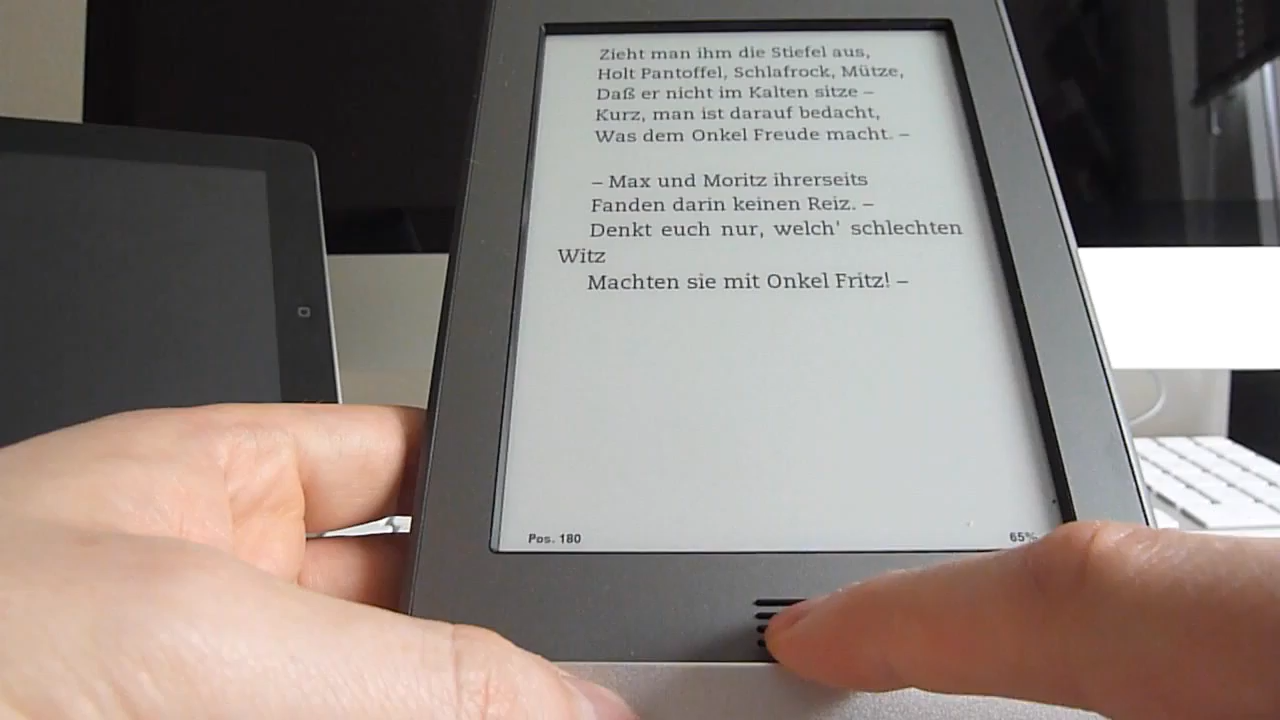 Zieht man ihm die Stiefel aus,
Holt Pantoffel, Schlafrock, Mütze,
Daß er nicht im Kalten sitze –
Kurz, man ist darauf bedacht,
Was dem Onkel Freude macht. –
– Max und Moritz ihrerseits
Fanden darin keinen Reiz. –
Denkt euch nur, welch' schlechten
Witz
Machten sie mit Onkel Fritz! –
Pos. 180
65%